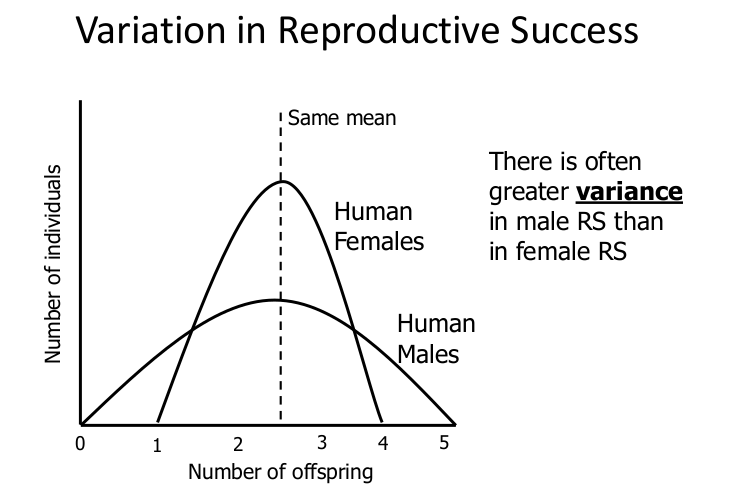 Variation in Reproductive Success
Same mean
There is often
greater variance
in male RS than
in female RS
Human
Females
Human
Males
Number of individuals
0 1 2 3 4 5
Number of offspring